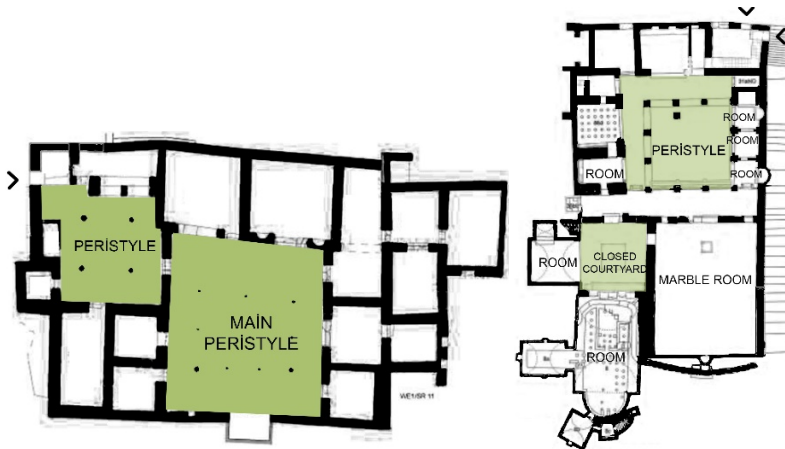 PERİSTYLE
MAİN
PERİSTYLE
WE1/SR 11
ROOM
ROOM
PERİSTYLE
ROOM
ROOM
ROOM
CLOSED
COURTYARD
MARBLE ROOM
ROOM